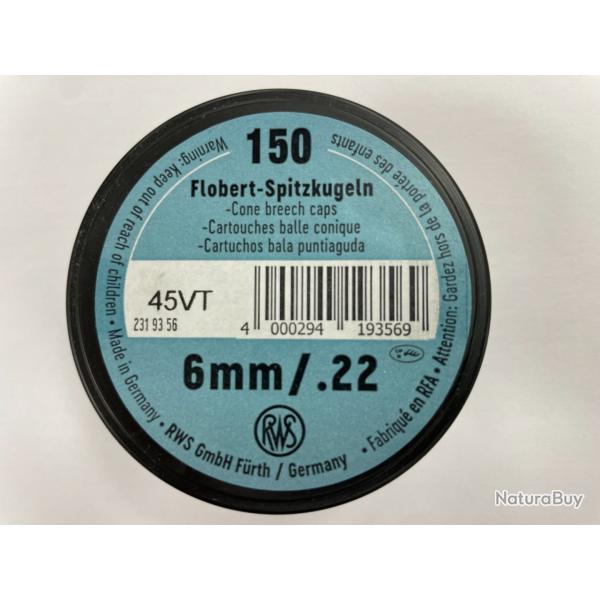 150
Flobert-Spitzkugeln
-Cone breech caps
-Cartouches balle conique
-Cartuchos bala puntiaguda
45VT
231 93 56
4 000294 193569
6mm/.22
RWS
Warning: Keep out of reach of children • Made in Germany • RWS GmbH Fürth / Germany
• Fabriqué en RFA • Attention: Gardez hors de la portée des enfants
NaturaBuy